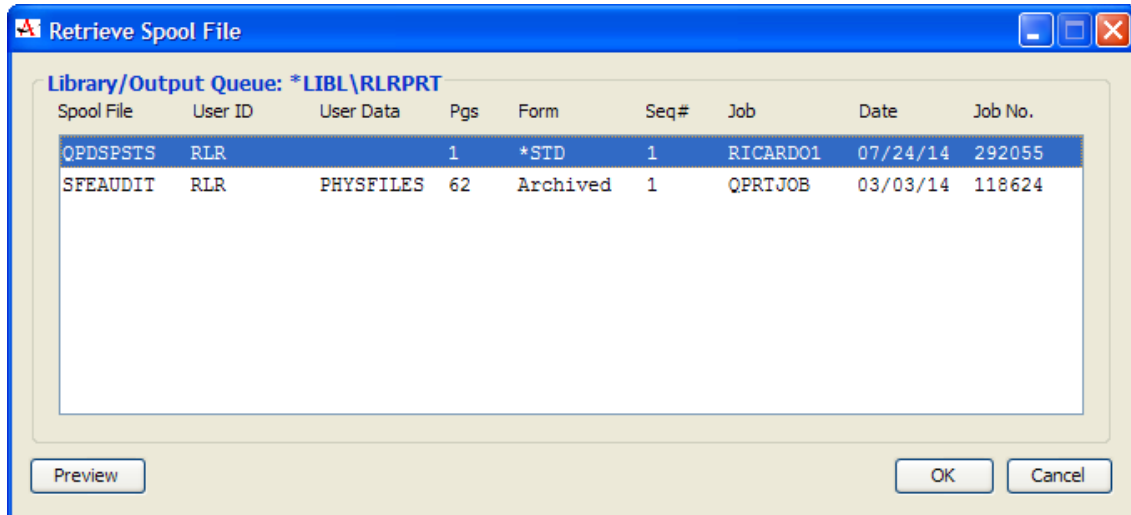 Retrieve Spool File
Library/Output Queue: *LIBL\RLRPRT
Spool File User ID User Data Pgs Form Seq# Job Date Job No.
QPDSPSTS RLR 1 *STD 1 RICARDO1 07/24/14 292055
SFEAUDIT RLR PHYSFILES 62 Archived 1 QPRTJOB 03/03/14 118624
Preview OK Cancel